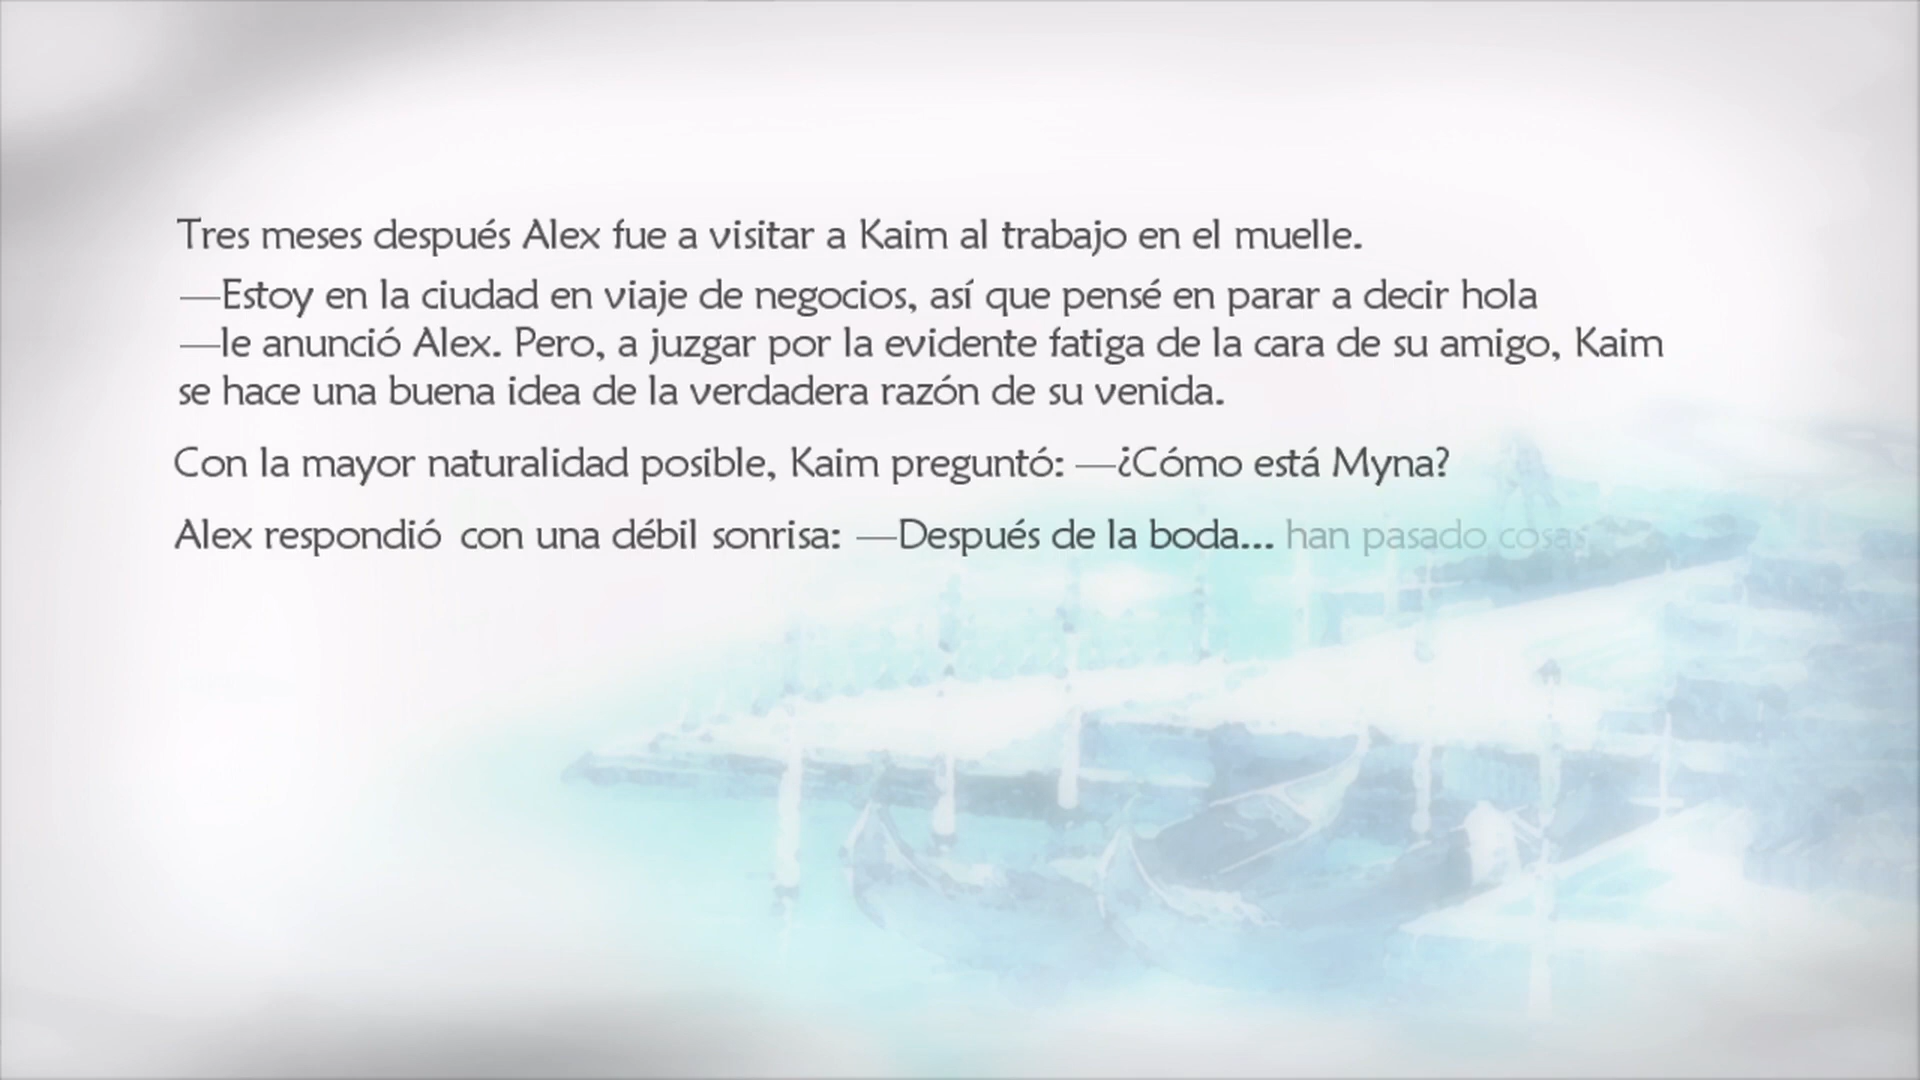 Tres meses después Alex fue a visitar a Kaim al trabajo en el muelle.
—Estoy en la ciudad en viaje de negocios, así que pensé en parar a decir hola
—le anunció Alex. Pero, a juzgar por la evidente fatiga de la cara de su amigo, Kaim
se hace una buena idea de la verdadera razón de su venida.
Con la mayor naturalidad posible, Kaim preguntó: —¿Cómo está Myna?
Alex respondió con una débil sonrisa: —Después de la boda... han pasado cosas